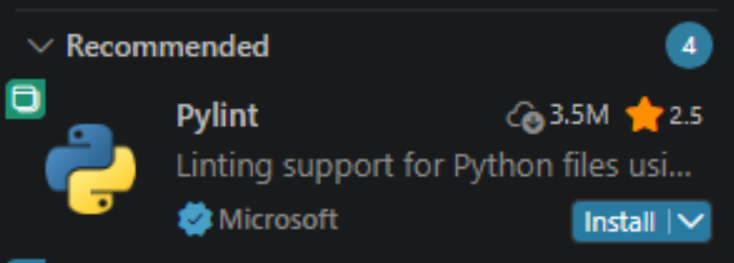 Recommended 4
Pylint 3.5M 2.5
Linting support for Python files usi...
Microsoft Install